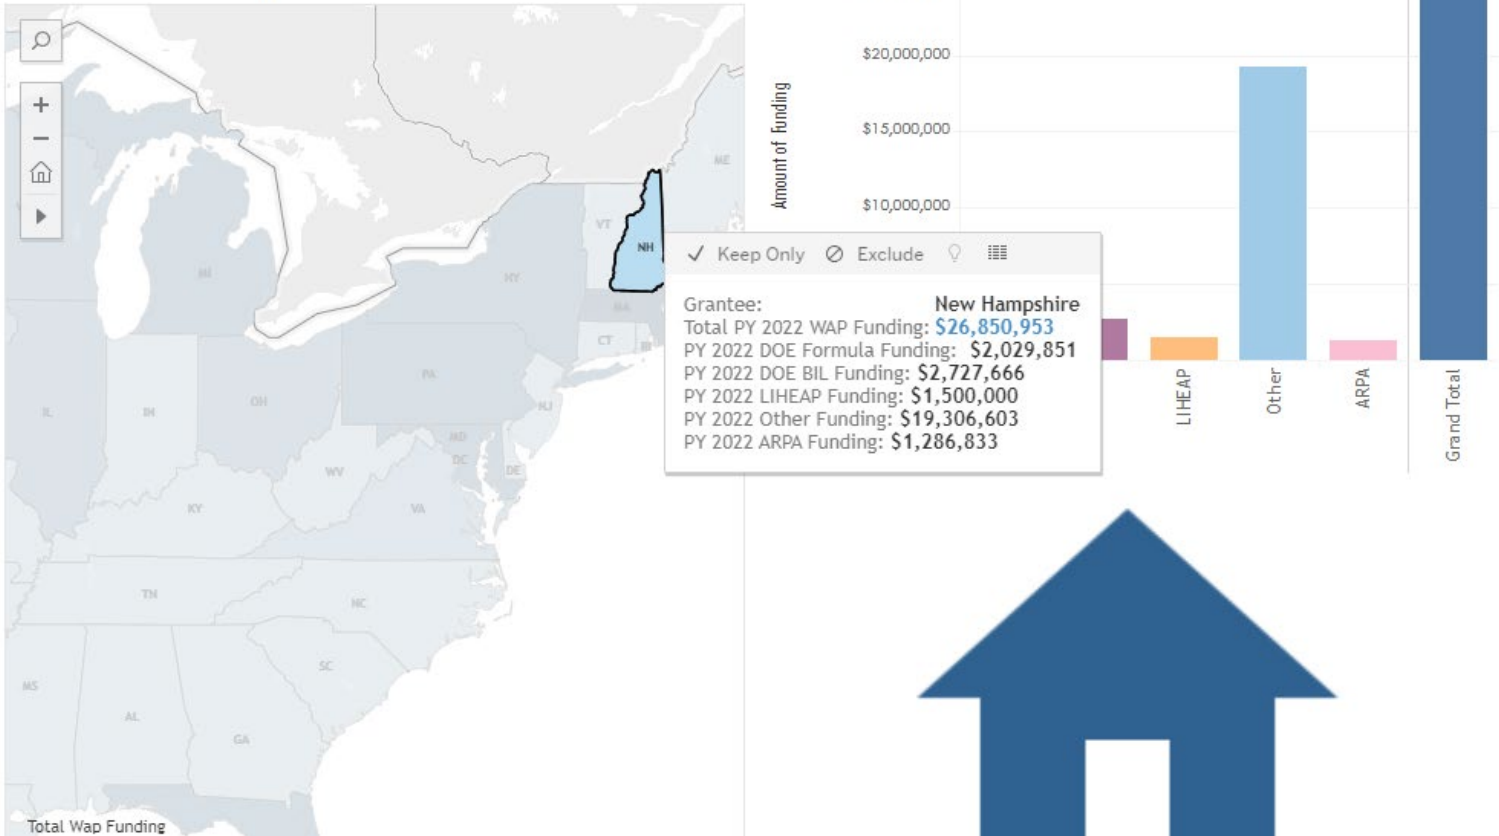 ME
VT
NH
MI
NY
MA
CT
PA
IL
IN
OH
NJ
MD
DC
DE
WV
KY
VA
TN
NC
SC
MS
AL
GA
Total Wap Funding
Keep Only Exclude
Grantee: New Hampshire
Total PY 2022 WAP Funding: $26,850,953
PY 2022 DOE Formula Funding: $2,029,851
PY 2022 DOE BIL Funding: $2,727,666
PY 2022 LIHEAP Funding: $1,500,000
PY 2022 Other Funding: $19,306,603
PY 2022 ARPA Funding: $1,286,833
Amount of Funding
$20,000,000
$15,000,000
$10,000,000
LIHEAP
Other
ARPA
Grand Total